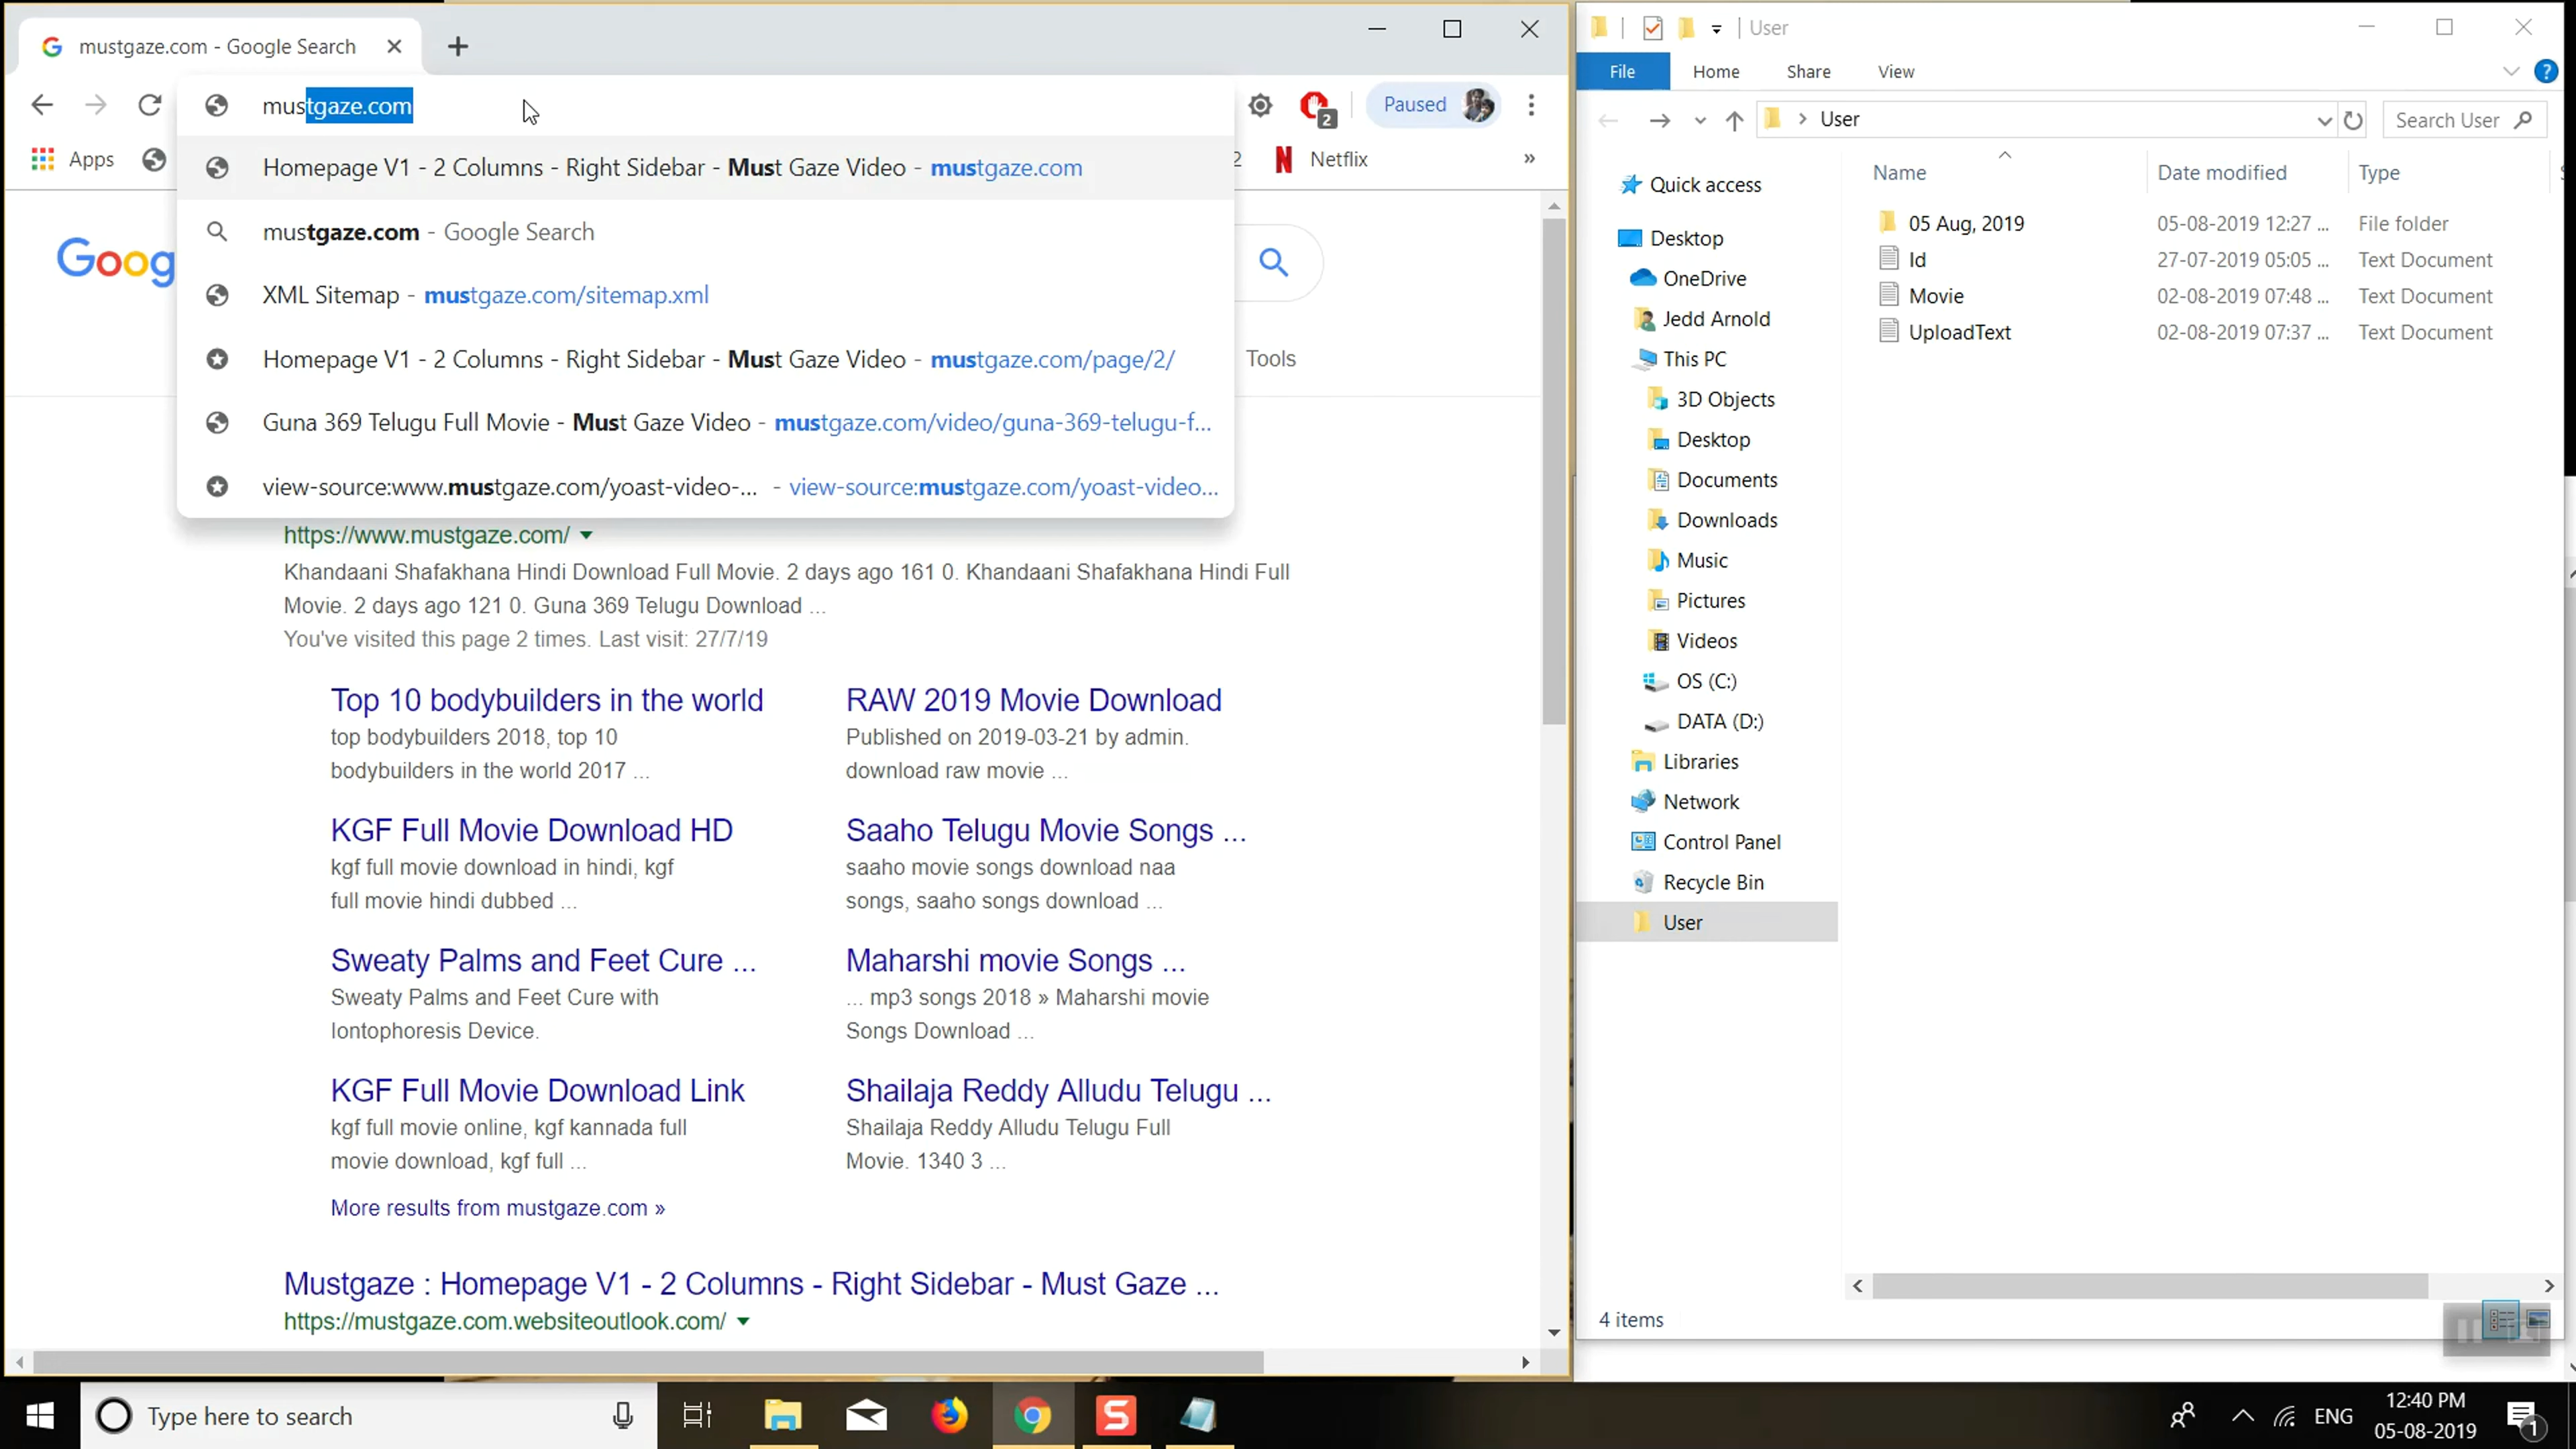 mustgaze.com - Google Search
mustgaze.com
2
Paused
Apps
2
Netflix
Homepage V1 - 2 Columns - Right Sidebar - Must Gaze Video - mustgaze.com
mustgaze.com - Google Search
XML Sitemap - mustgaze.com/sitemap.xml
Homepage V1 - 2 Columns - Right Sidebar - Must Gaze Video - mustgaze.com/page/2/
Guna 369 Telugu Full Movie - Must Gaze Video - mustgaze.com/video/guna-369-telugu-f...
view-source:www.mustgaze.com/yoast-video-... - view-source:mustgaze.com/yoast-video...
Goog
Tools
https://www.mustgaze.com/
Khandaani Shafakhana Hindi Download Full Movie. 2 days ago 161 0. Khandaani Shafakhana Hindi Full
Movie. 2 days ago 121 0. Guna 369 Telugu Download ...
You've visited this page 2 times. Last visit: 27/7/19
Top 10 bodybuilders in the world
top bodybuilders 2018, top 10
bodybuilders in the world 2017 ...
RAW 2019 Movie Download
Published on 2019-03-21 by admin.
download raw movie ...
KGF Full Movie Download HD
kgf full movie download in hindi, kgf
full movie hindi dubbed ...
Saaho Telugu Movie Songs ...
saaho movie songs download naa
songs, saaho songs download ...
Sweaty Palms and Feet Cure ...
Sweaty Palms and Feet Cure with
Iontophoresis Device.
Maharshi movie Songs ...
... mp3 songs 2018 » Maharshi movie
Songs Download ...
KGF Full Movie Download Link
kgf full movie online, kgf kannada full
movie download, kgf full ...
Shailaja Reddy Alludu Telugu ...
Shailaja Reddy Alludu Telugu Full
Movie. 1340 3 ...
More results from mustgaze.com »
Mustgaze : Homepage V1 - 2 Columns - Right Sidebar - Must Gaze ...
https://mustgaze.com.websiteoutlook.com/
User
File Home Share View
User
Search User
Quick access
Desktop
OneDrive
Jedd Arnold
This PC
3D Objects
Desktop
Documents
Downloads
Music
Pictures
Videos
OS (C:)
DATA (D:)
Libraries
Network
Control Panel
Recycle Bin
User
Name Date modified Type
05 Aug, 2019 05-08-2019 12:27 ... File folder
Id 27-07-2019 05:05 ... Text Document
Movie 02-08-2019 07:48 ... Text Document
UploadText 02-08-2019 07:37 ... Text Document
4 items
Type here to search
ENG
12:40 PM
05-08-2019
1